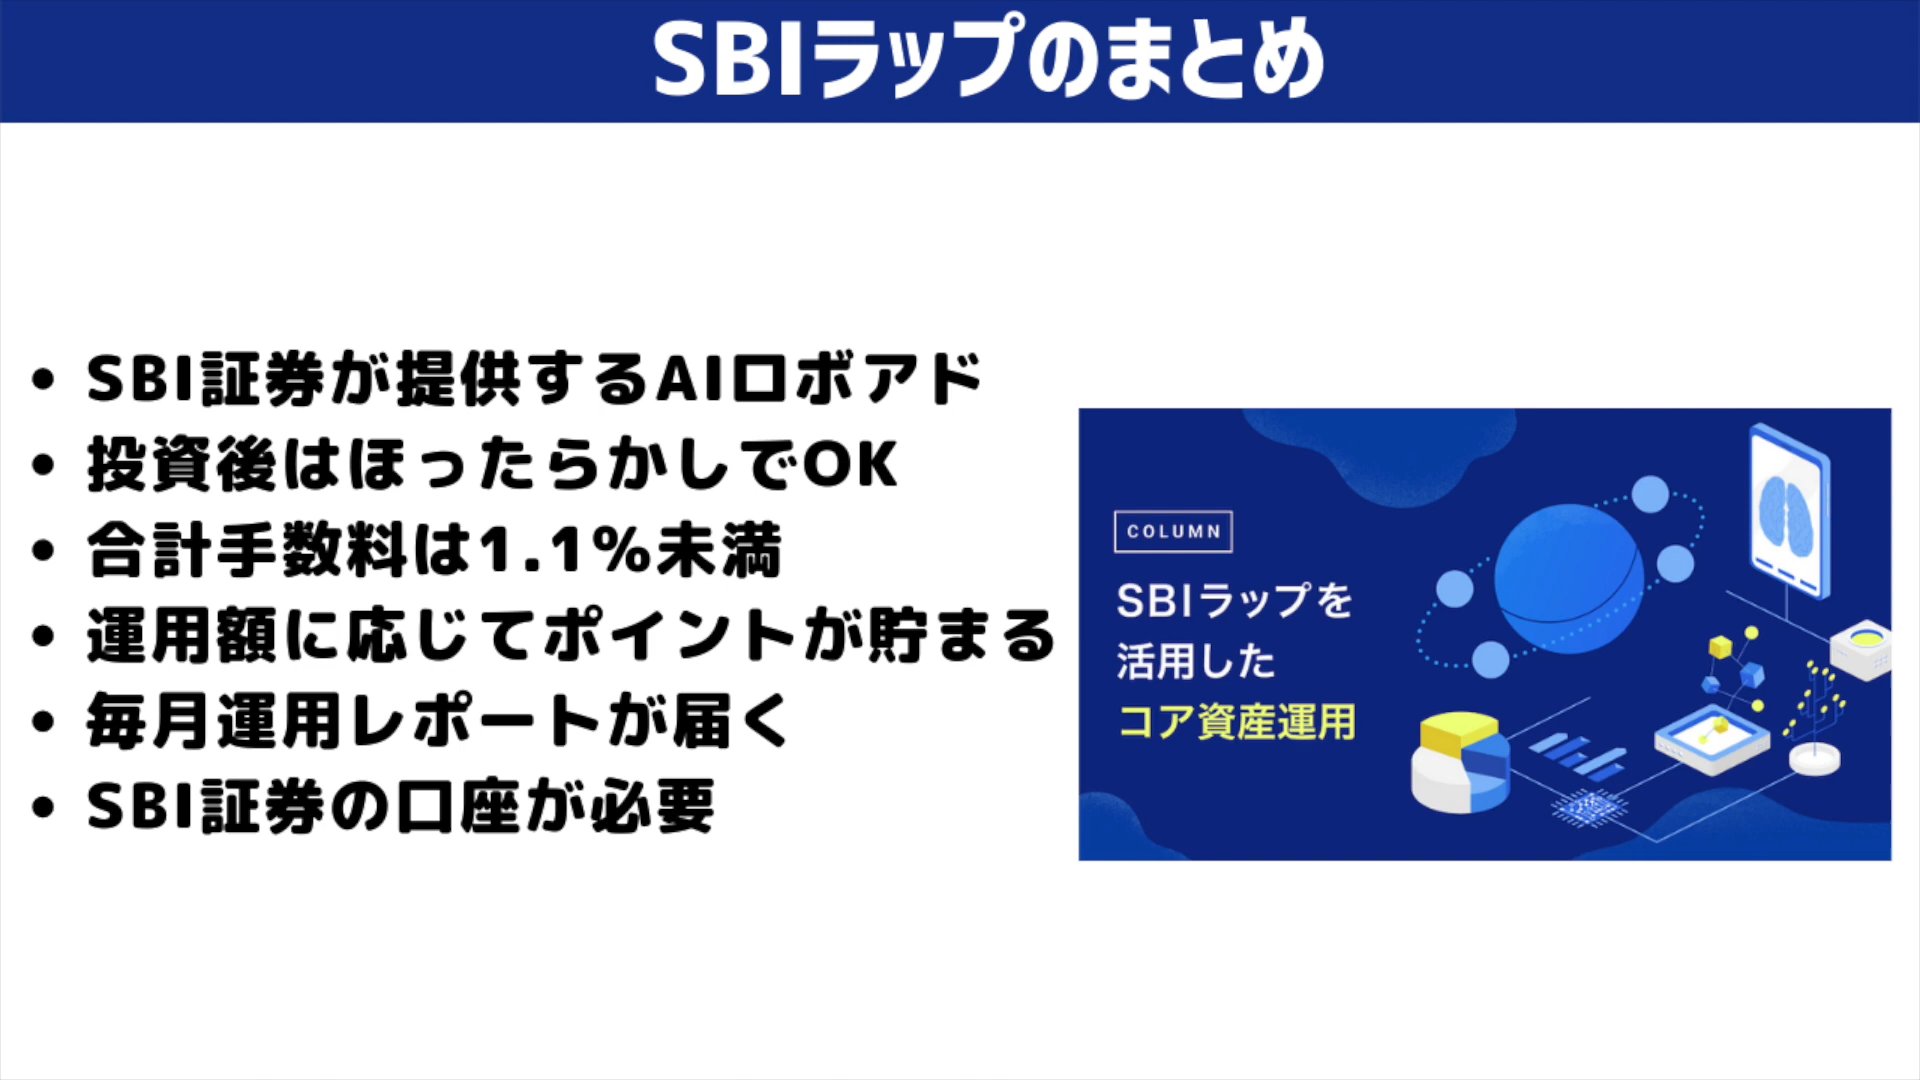 SBIラップのまとめ
• SBI証券が提供するAIロボアド
• 投資後はほったらかしでOK
• 合計手数料は1.1%未満
• 運用額に応じてポイントが貯まる
• 毎月運用レポートが届く
• SBI証券の口座が必要
COLUMN
SBIラップを
活用した
コア資産運用